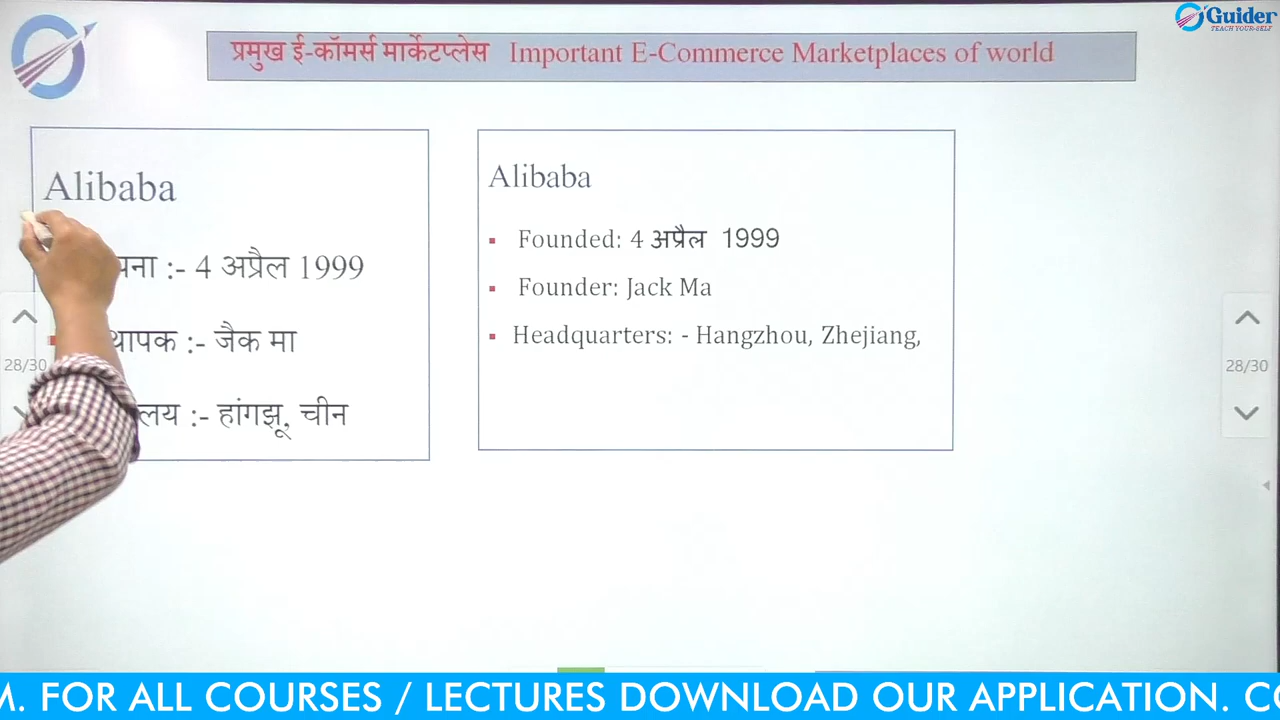 Guider
TEACH YOUR-SELF
प्रमुख ई-कॉमर्स मार्केटप्लेस Important E-Commerce Marketplaces of world
Alibaba
:- 4 अप्रैल 1999
:- जैक मा
:- हांगझू, चीन
Alibaba
Founded: 4 अप्रैल 1999
Founder: Jack Ma
Headquarters: - Hangzhou, Zhejiang,
28/30
28/30
M. FOR ALL COURSES / LECTURES DOWNLOAD OUR APPLICATION. CO